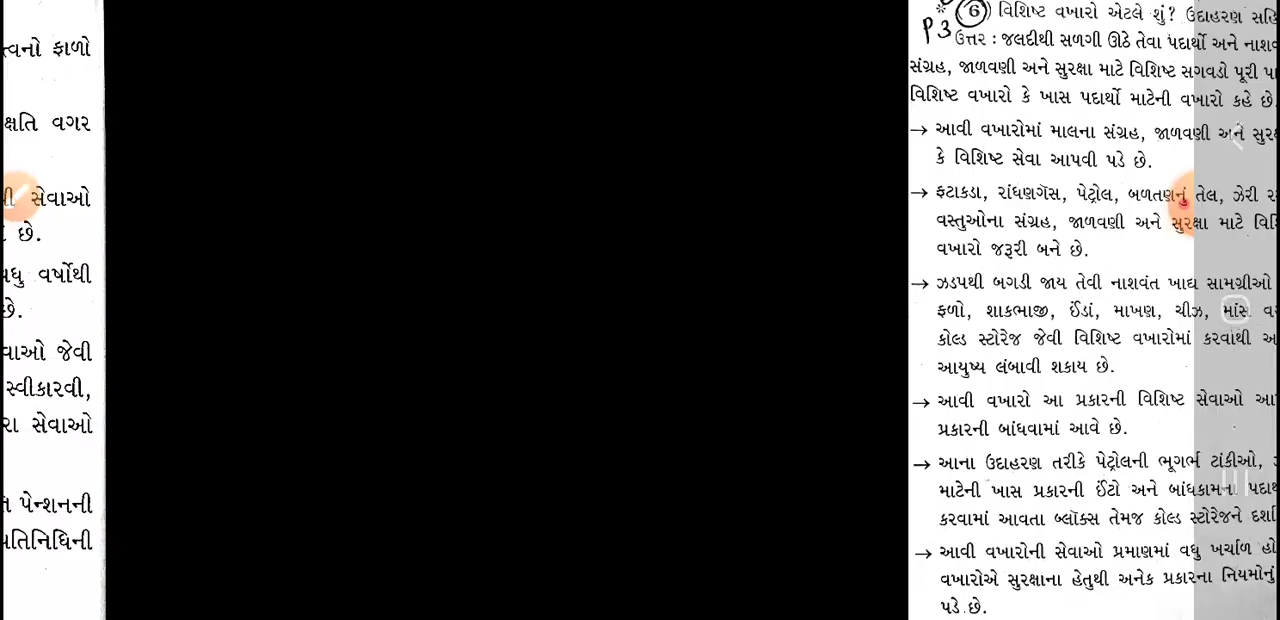 ત્વનો ફાળો
ક્ષતિ વગર
સેવાઓ
છે.
વર્ષોથી
છે.
જેવી
સ્વીકારવી,
સેવાઓ
પેન્શનની
* 6) વિશિષ્ટ વખારો એટલે શું? ઉદાહરણ
P3 ઉત્તર : જલદીથી સળગી ઊઠે તેવા પદાર્થો અને
સંગ્રહ, જાળવણી અને સુરક્ષા માટે વિશિષ્ટ સગવડો પૂરી
વિશિષ્ટ વખારો કે ખાસ પદાર્થો માટેની વખારો કહે છે
→ આવી વખારોમાં માલના સંગ્રહ, જાળવણી અને
કે વિશિષ્ટ સેવા આપવી પડે છે.
→ ફટાકડા, રાંધણગૅસ, પેટ્રોલ, બળતણનું તેલ, ઝેરી
વસ્તુઓના સંગ્રહ, જાળવણી અને સુરક્ષા માટે
વખારો જરૂરી બને છે.
→ ઝડપથી બગડી જાય તેવી નાશવંત ખાદ્ય સામગ્રીઓ
ફળો, શાકભાજી, ઈંડાં, માખણ, ચીઝ, માંસ
કોલ્ડ સ્ટોરેજ જેવી વિશિષ્ટ વખારોમાં કરવાથી
આયુષ્ય લંબાવી શકાય છે.
→ આવી વખારો આ પ્રકારની વિશિષ્ટ સેવાઓ
પ્રકારની બાંધવામાં આવે છે.
→ આના ઉદાહરણ તરીકે પેટ્રોલની ભૂગર્ભ ટાંકીઓ,
માટેની ખાસ પ્રકારની ઈંટો અને બાંધકામના
કરવામાં આવતા બ્લૉક્સ તેમજ કોલ્ડ સ્ટોરેજને
→ આવી વખારોની સેવાઓ પ્રમાણમાં વધુ ખર્ચાળ
વખારોએ સુરક્ષાના હેતુથી અનેક પ્રકારના નિયમોનું
પડે છે.